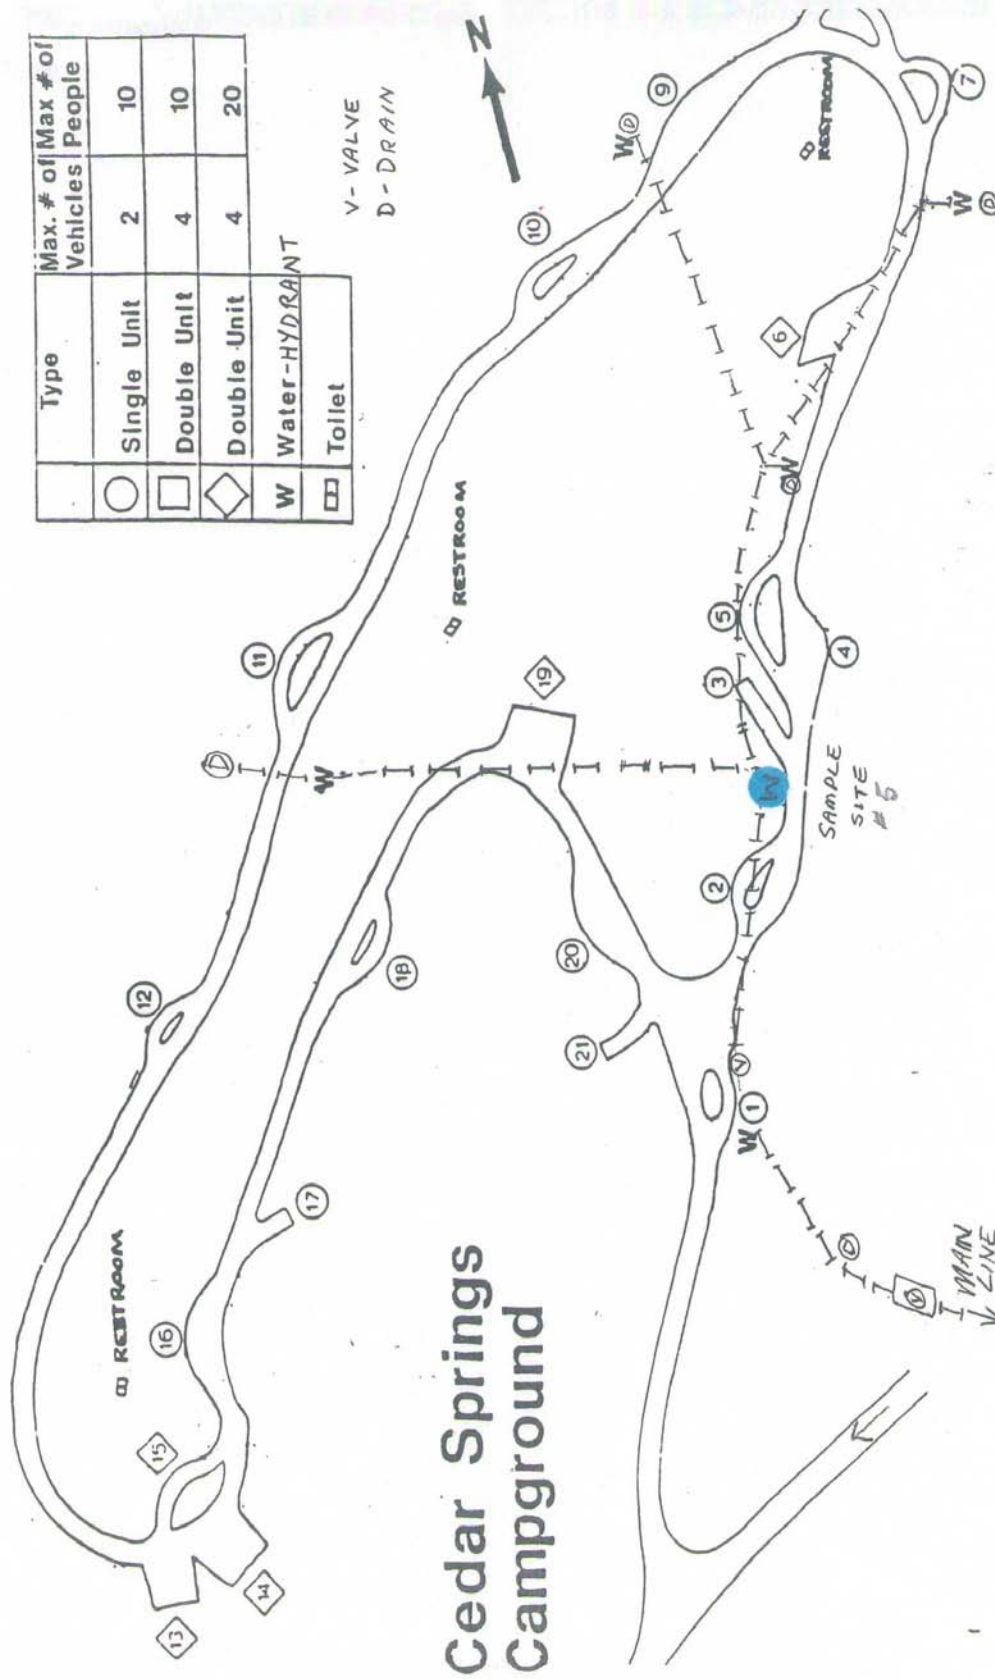 Cedar Springs
Campground
Type
Max. # of
Vehicles
Max # of
People
Single Unit
2
10
Double Unit
4
10
Double Unit
4
20
W
Water-HYDRANT
Toilet
V - VALVE
D - DRAIN
N
9
W
D
RESTROOM
7
10
W
D
6
11
RESTROOM
W
D
19
5
3
4
D
W
W
SAMPLE
SITE
# 5
2
12
18
20
21
V
W
1
17
RESTROOM
16
D
V
MAIN
LINE
15
14
13